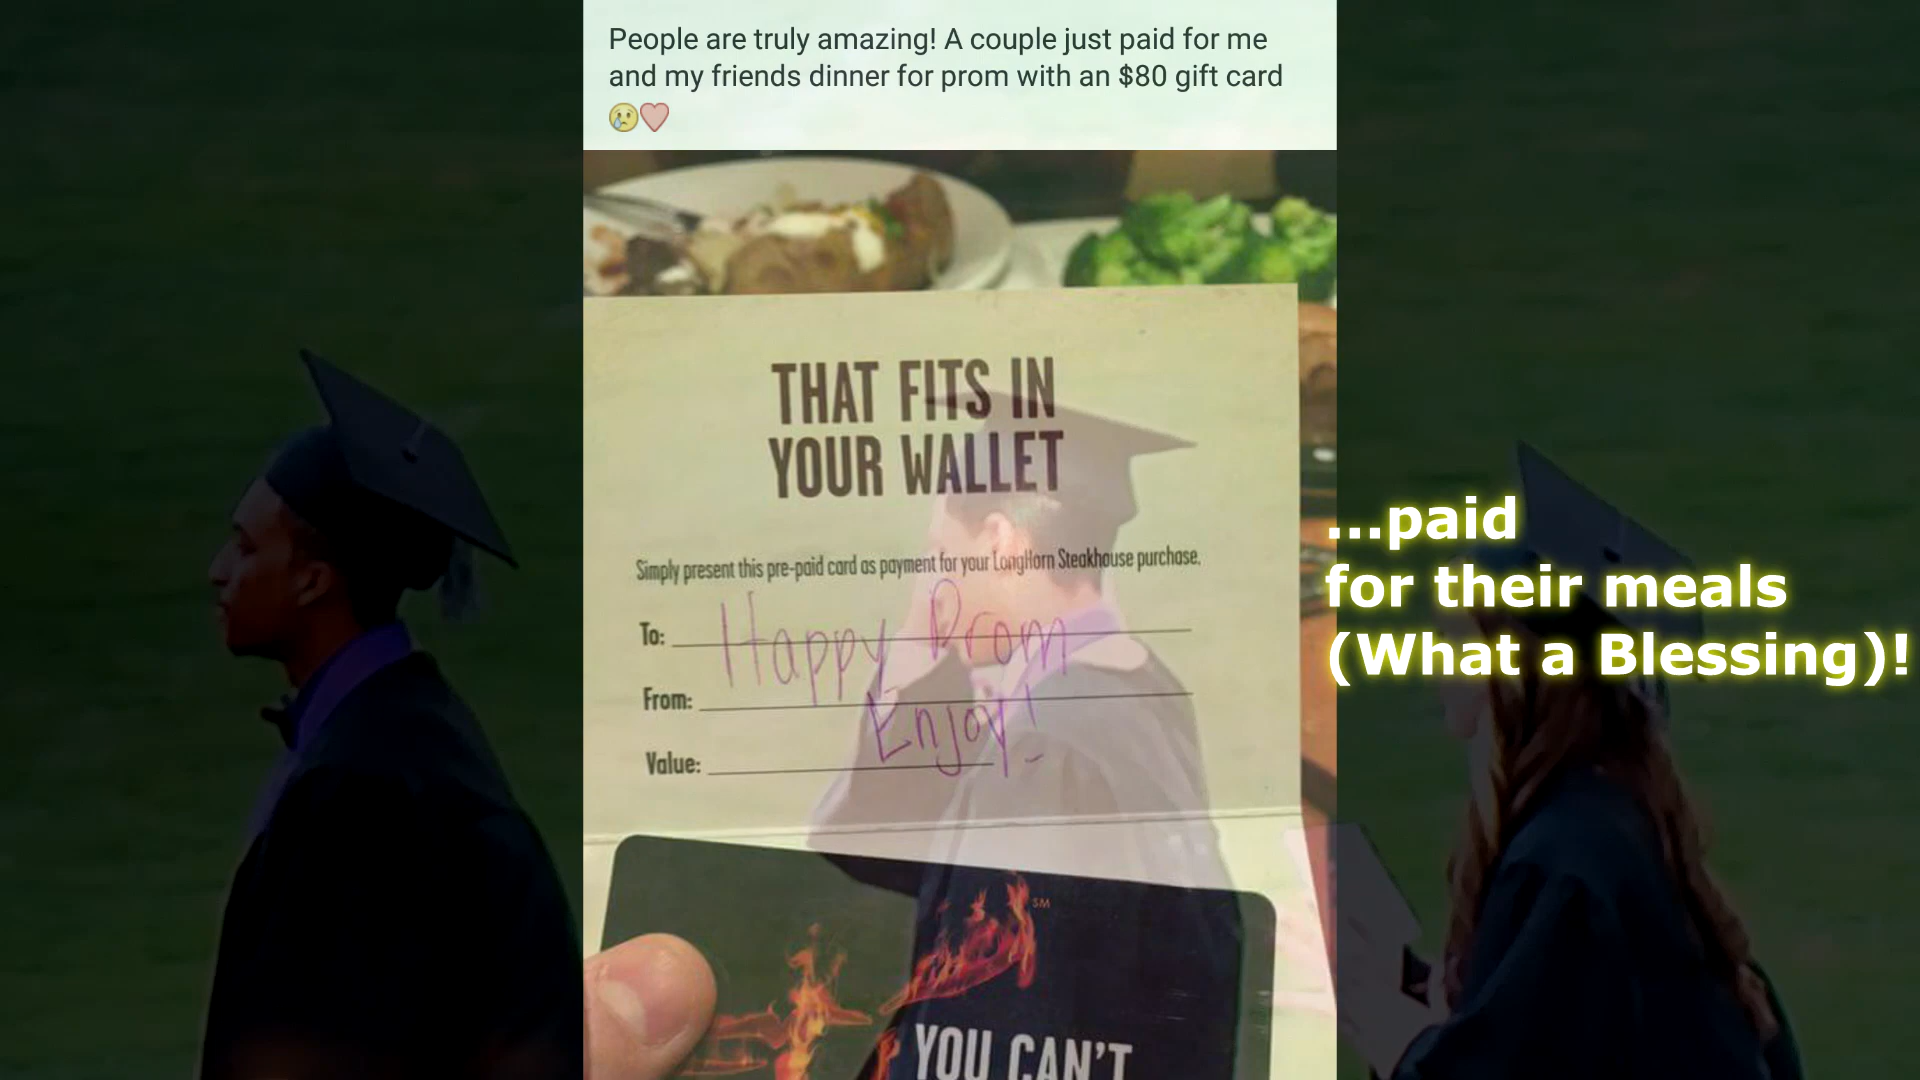 People are truly amazing! A couple just paid for me
and my friends dinner for prom with an $80 gift card
😢❤
THAT FITS IN
YOUR WALLET
Simply present this pre-paid card as payment for your LongHorn Steakhouse purchase.
To: Happy Prom
From: Enjoy!
Value:
SM
YOU CAN'T
...paid
for their meals
(What a Blessing)!